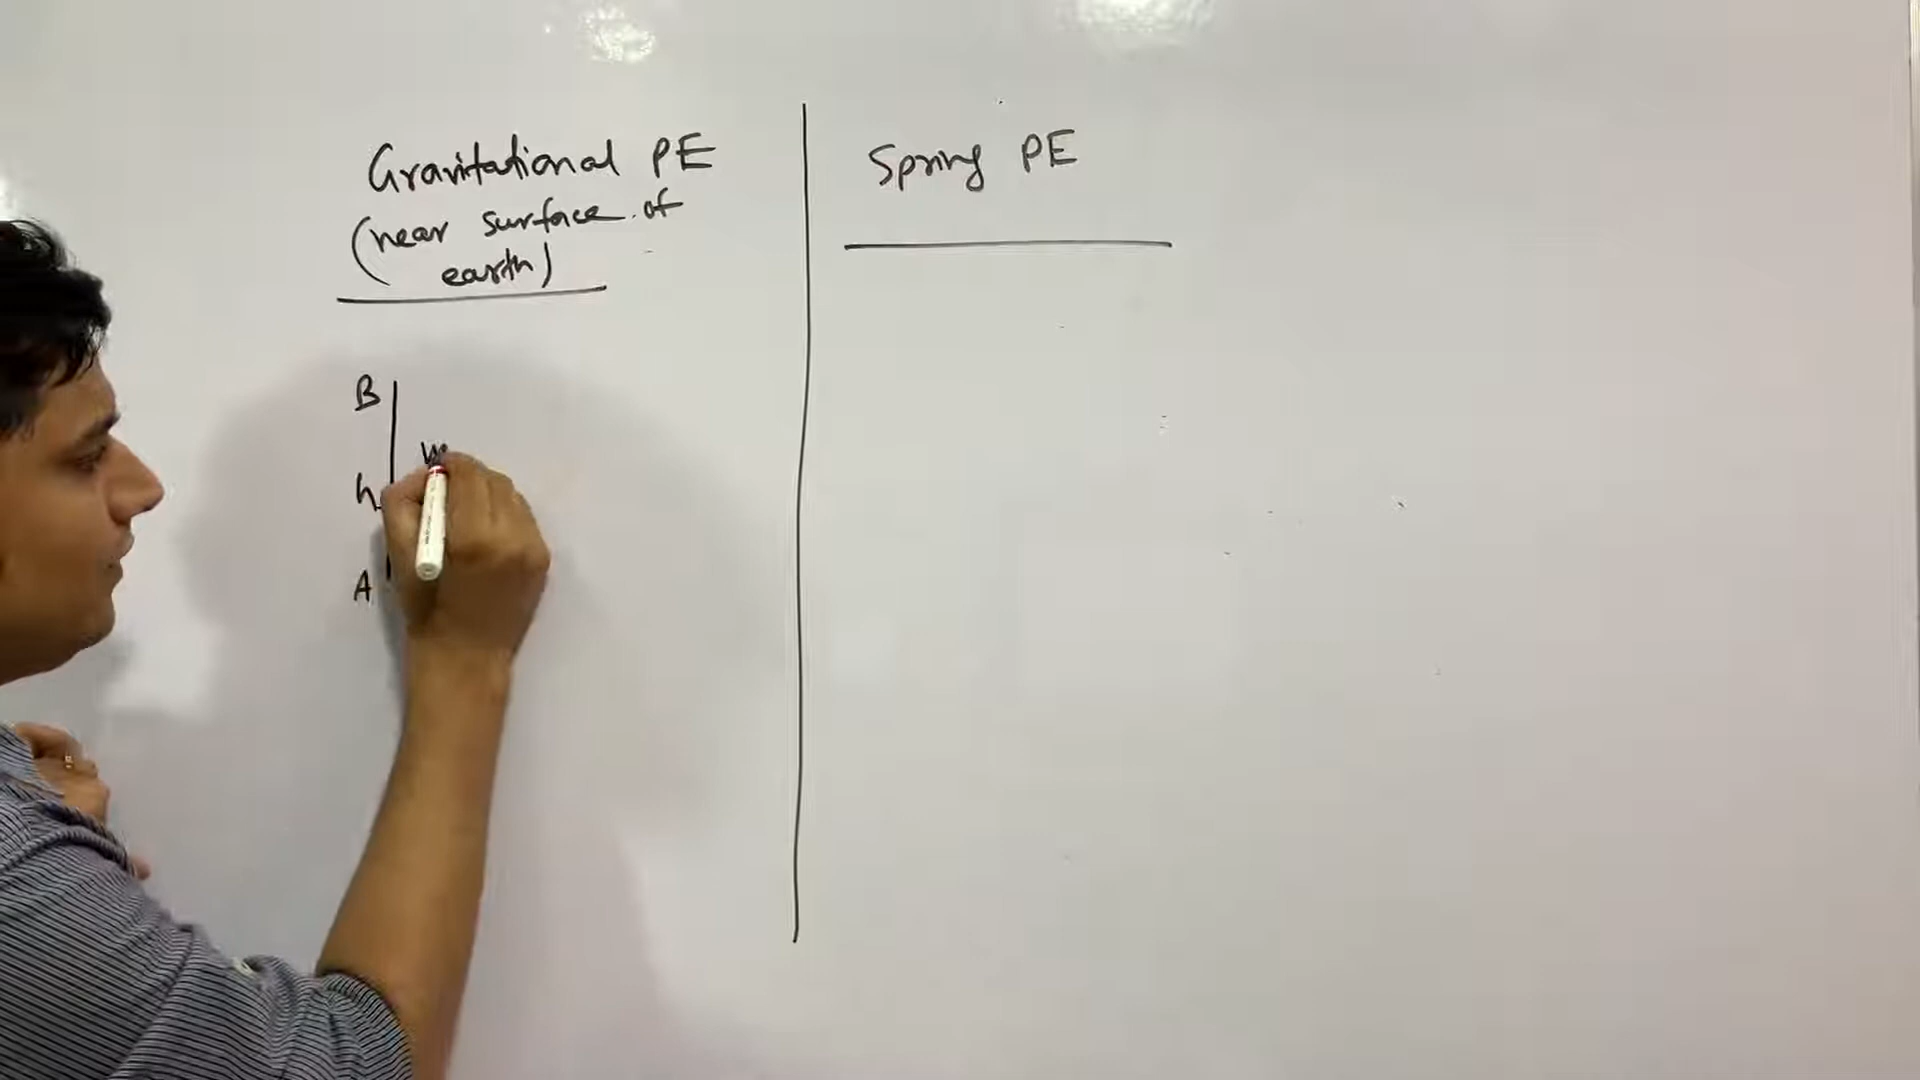 Gravitational PE
(near surface of
earth)
Spring PE
B
h
A